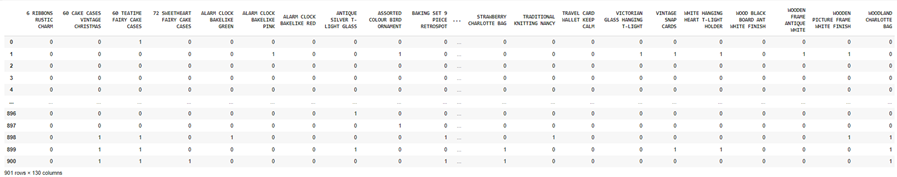 6 RIBBONS
RUSTIC
CHARM
60 CAKE CASES
VINTAGE
CHRISTMAS
60 TEATIME
FAIRY CAKE
CASES
72 SWEETHEART
FAIRY CAKE
CASES
ALARM CLOCK
BAKELIKE
GREEN
ALARM CLOCK
BAKELIKE
PINK
ALARM CLOCK
BAKELIKE RED
ANTIQUE
SILVER T-
LIGHT GLASS
ASSORTED
COLOUR BIRD
ORNAMENT
BAKING SET 9
PIECE
RETROSPOT
...
STRAWBERRY
CHARLOTTE BAG
TRADITIONAL
KNITTING NANCY
TRAVEL CARD
WALLET KEEP
CALM
VICTORIAN
GLASS HANGING
T-LIGHT
VINTAGE
SNAP
CARDS
WHITE HANGING
HEART T-LIGHT
HOLDER
WOOD BLACK
BOARD ANT
WHITE FINISH
WOODEN
FRAME
ANTIQUE
WHITE
WOODEN
PICTURE FRAME
WHITE FINISH
WOODLAND
CHARLOTTE
BAG
0 0 0 1 0 0 0 0 0 0 0 ... 0 0 0 0 0 0 0 0 0 0
1 0 0 0 0 0 0 0 0 1 0 ... 0 0 0 1 1 1 0 1 1 1
2 0 0 0 0 0 0 0 0 0 0 ... 0 0 0 0 0 0 0 0 0 0
3 0 0 0 0 0 0 0 0 0 0 ... 0 0 0 0 0 0 0 0 0 0
4 0 0 0 0 0 0 0 0 0 0 ... 0 0 0 0 0 0 0 0 0 0
... ... ... ... ... ... ... ... ... ... ... ... ... ... ... ... ... ... ... ... ... ...
896 0 0 0 0 0 0 0 1 0 0 ... 0 0 0 0 0 0 0 0 0 0
897 0 0 0 0 0 0 0 0 1 0 ... 0 0 0 0 0 0 0 0 0 0
898 0 1 1 0 1 0 0 0 0 1 ... 0 1 0 0 0 0 0 0 1 1
899 0 1 1 0 0 0 0 1 0 0 ... 1 0 0 0 1 1 0 0 0 0
900 0 1 1 1 0 0 0 0 0 1 ... 1 0 0 0 0 0 0 0 0 1
901 rows × 130 columns